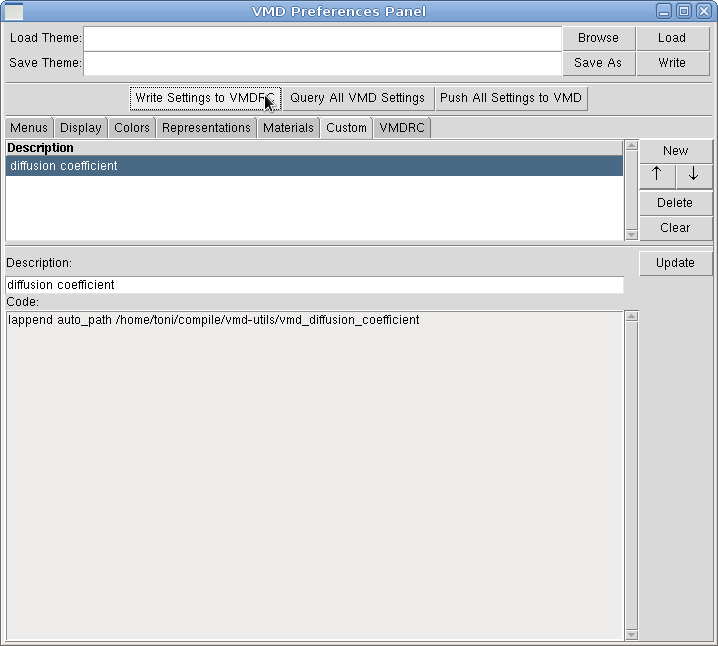 VMD Preferences Panel
Load Theme: Browse Load
Save Theme: Save As Write
Write Settings to VMDRC Query All VMD Settings Push All Settings to VMD
Menus Display Colors Representations Materials Custom VMDRC
Description New
diffusion coefficient
↑ ↓
Delete
Clear
Description: Update
diffusion coefficient
Code:
lappend auto_path /home/toni/compile/vmd-utils/vmd_diffusion_coefficient